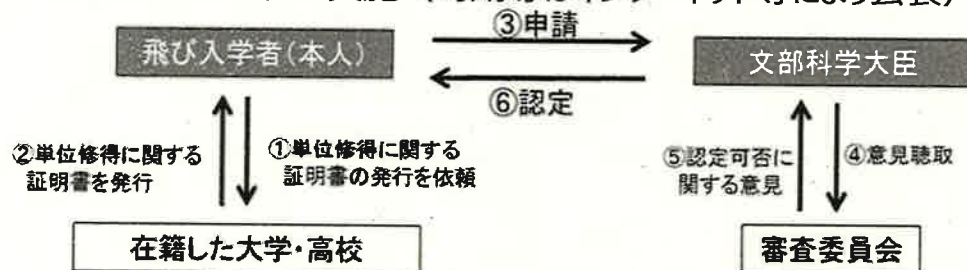 ③申請
飛び入学者(本人)
文部科学大臣
⑥認定
②単位修得に関する
証明書を発行
①単位修得に関する
証明書の発行を依頼
⑤認定可否に
関する意見
④意見聴取
在籍した大学・高校
審査委員会